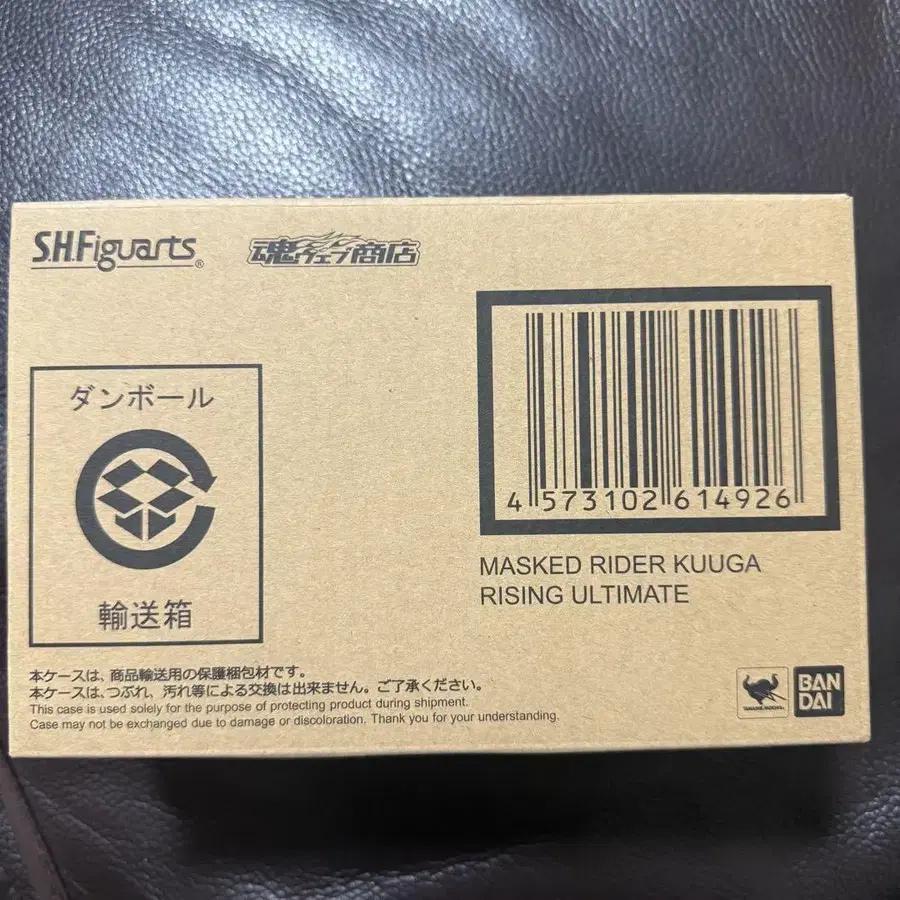 S.H.Figuarts®
魂ウェブ商店
4 573102 614926
MASKED RIDER KUUGA
RISING ULTIMATE
ダンボール
輸送箱
本ケースは、商品輸送用の保護梱包材です。
本ケースは、つぶれ、汚れ等による交換は出来ません。ご了承ください。
This case is used solely for the purpose of protecting product during shipment.
Case may not be exchanged due to damage or discoloration. Thank you for your understanding.
TAMASHII NATIONS
BAN
DAI